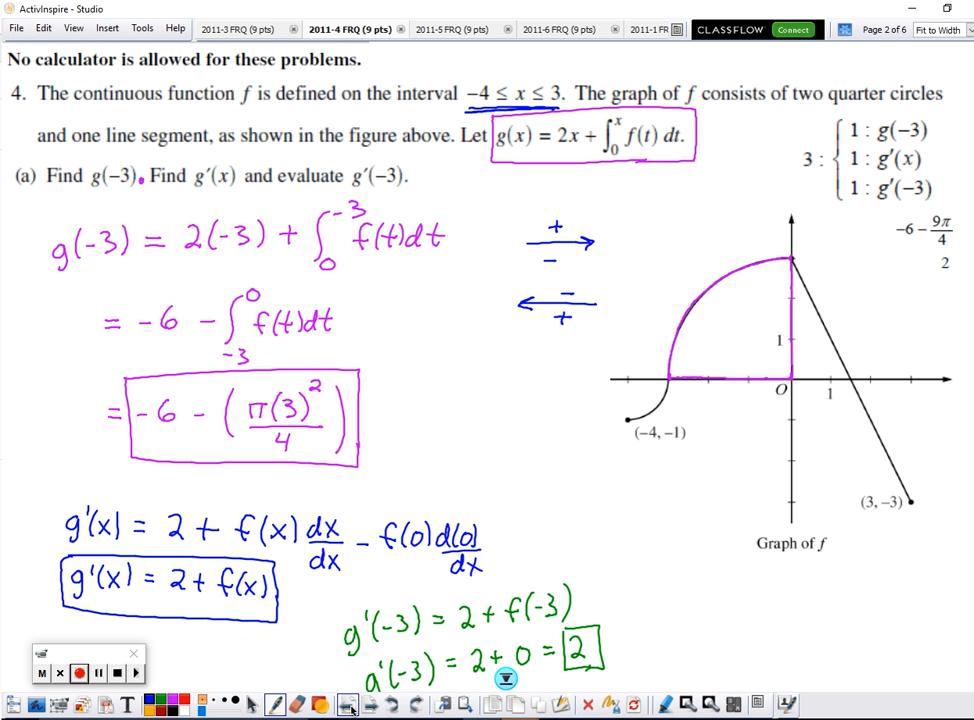 ActivInspire - Studio
File Edit View Insert Tools Help 2011-3 FRQ (9 pts) 2011-4 FRQ (9 pts) 2011-5 FRQ (9 pts) 2011-6 FRQ (9 pts) 2011-1 FR CLASSFLOW Connect Page 2 of 6 Fit to Width
No calculator is allowed for these problems.
4. The continuous function f is defined on the interval −4 ≤ x ≤ 3. The graph of f consists of two quarter circles
and one line segment, as shown in the figure above. Let g(x) = 2x + ∫₀ˣ f(t) dt.
(a) Find g(−3). Find g′(x) and evaluate g′(−3).
3 : { 1 : g(−3)
1 : g′(x)
1 : g′(−3)
g(-3) = 2(-3) + ∫₀⁻³ f(t)dt
= -6 - ∫₋₃⁰ f(t)dt
= -6 - (π(3)²/4)
+
−
−
+
−6 − 9π/4
2
1
O
1
(−4, −1)
(3, −3)
Graph of f
g'(x) = 2 + f(x) dx/dx - f(0) d(0)/dx
g'(x) = 2 + f(x)
g'(-3) = 2 + f(-3)
g'(-3) = 2 + 0 = 2
M
T